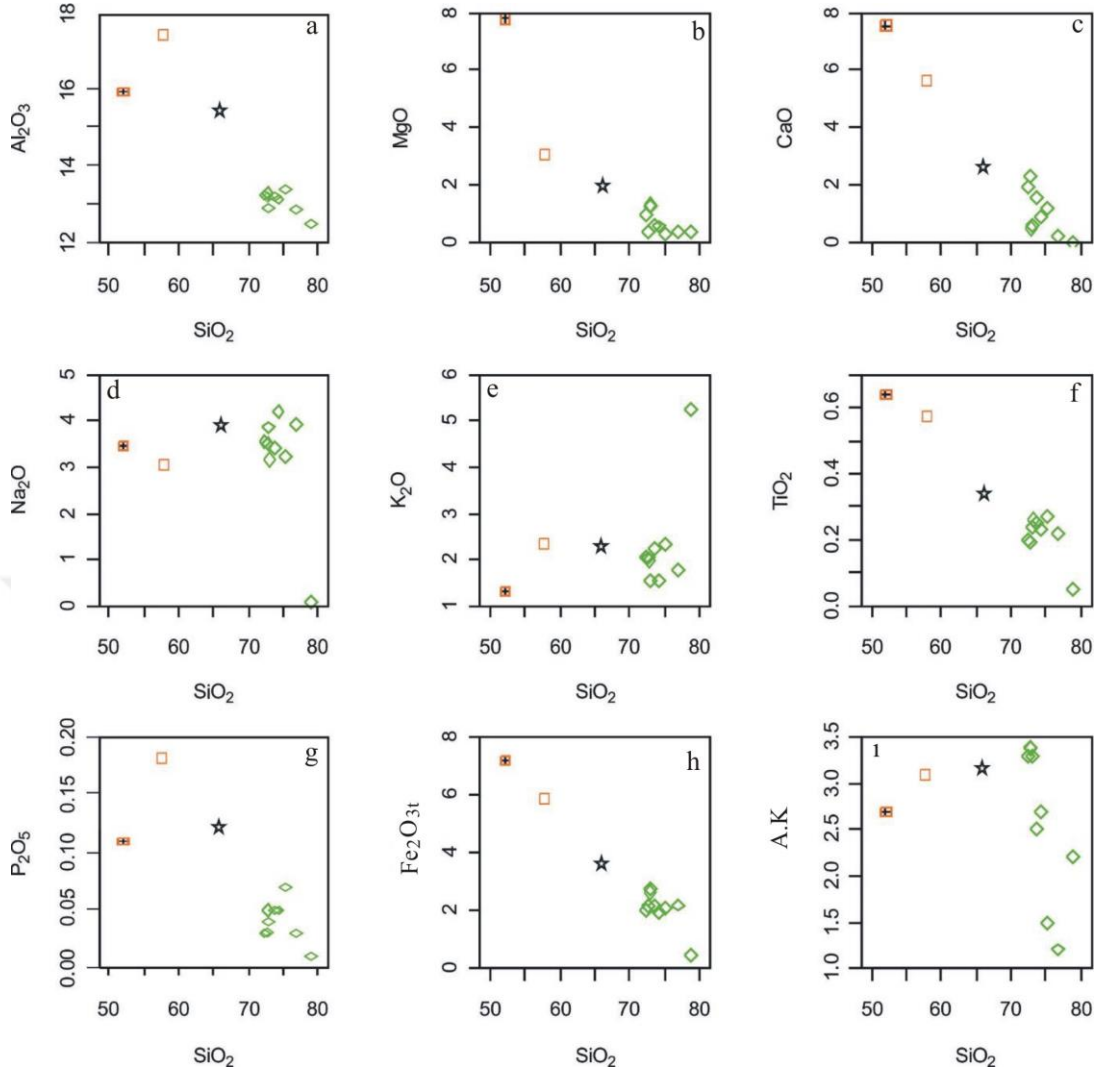 a
Al₂O₃
18
16
14
12
50 60 70 80
SiO₂
b
MgO
8
6
4
2
0
50 60 70 80
SiO₂
c
CaO
8
6
4
2
0
50 60 70 80
SiO₂
d
Na₂O
5
4
3
2
1
0
50 60 70 80
SiO₂
e
K₂O
6
5
4
3
2
1
50 60 70 80
SiO₂
f
TiO₂
0.6
0.4
0.2
0.0
50 60 70 80
SiO₂
g
P₂O₅
0.20
0.15
0.10
0.05
0.00
50 60 70 80
SiO₂
h
Fe₂O₃t
8
6
4
2
0
50 60 70 80
SiO₂
ı
A.K
3.5
3.0
2.5
2.0
1.5
1.0
50 60 70 80
SiO₂